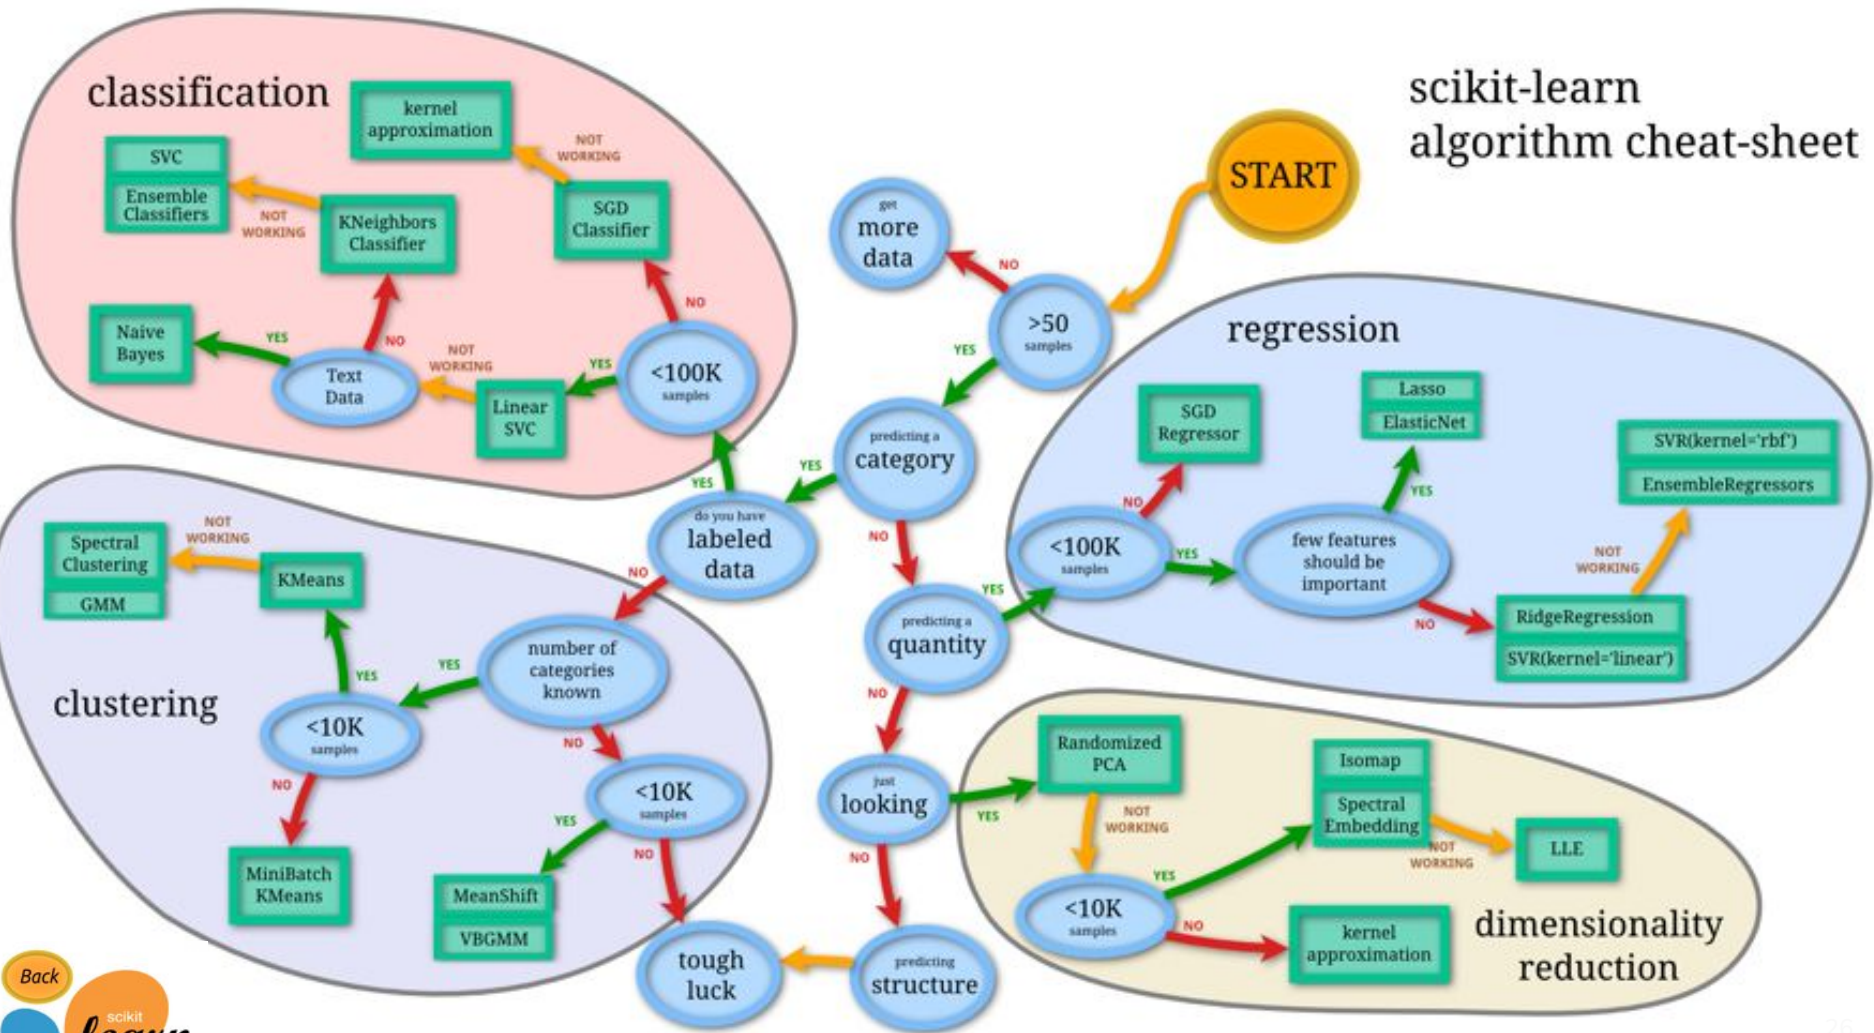 scikit-learn
algorithm cheat-sheet
START
>50
samples
NO
get
more
data
YES
predicting a
category
YES
do you have
labeled
data
YES
NO
predicting a
quantity
YES
NO
just
looking
YES
NO
predicting
structure
tough
luck
NO
classification
<100K
samples
NO
SGD
Classifier
NOT
WORKING
kernel
approximation
YES
Linear
SVC
NOT
WORKING
Text
Data
YES
Naive
Bayes
NO
KNeighbors
Classifier
NOT
WORKING
SVC
Ensemble
Classifiers
clustering
number of
categories
known
YES
<10K
samples
YES
KMeans
NOT
WORKING
Spectral
Clustering
GMM
NO
MiniBatch
KMeans
NO
<10K
samples
YES
MeanShift
VBGMM
NO
regression
<100K
samples
NO
SGD
Regressor
YES
few features
should be
important
YES
Lasso
ElasticNet
NO
RidgeRegression
SVR(kernel='linear')
NOT
WORKING
SVR(kernel='rbf')
EnsembleRegressors
dimensionality
reduction
Randomized
PCA
NOT
WORKING
<10K
samples
YES
Isomap
Spectral
Embedding
NOT
WORKING
LLE
NO
kernel
approximation
Back
scikit
learn